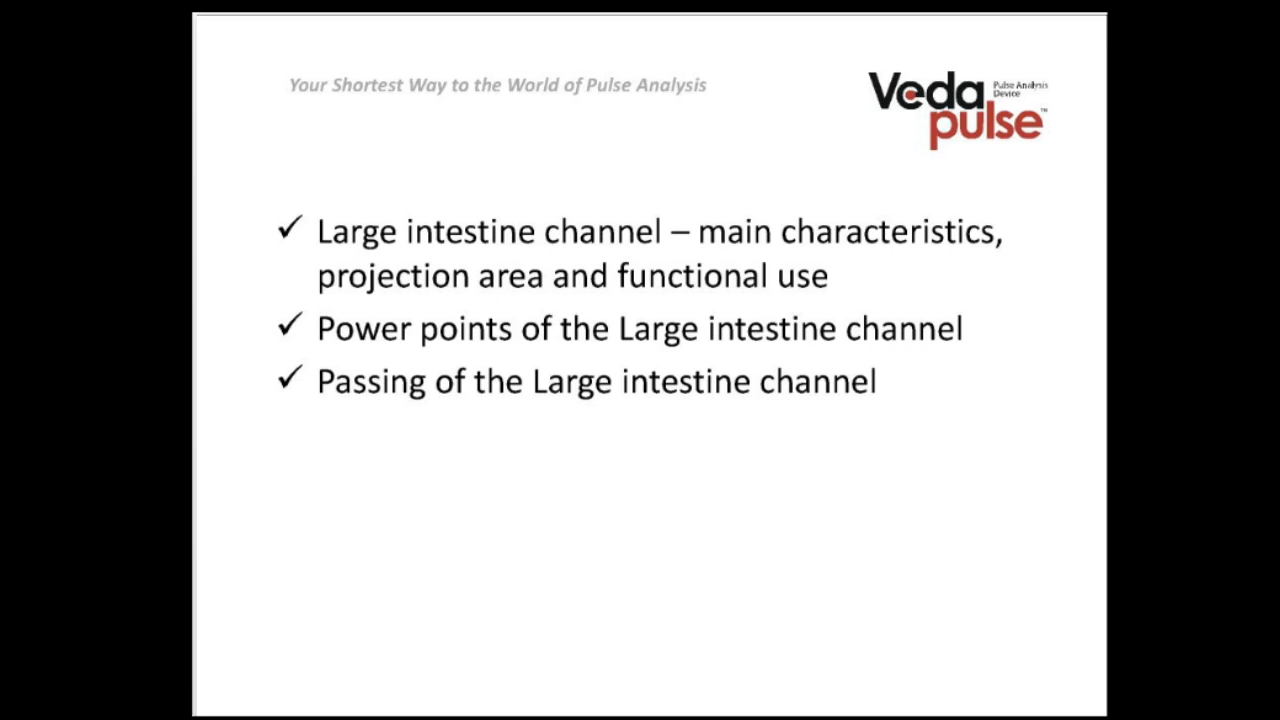 Your Shortest Way to the World of Pulse Analysis
Veda
pulse™
Pulse Analysis
Device
✓ Large intestine channel – main characteristics,
projection area and functional use
✓ Power points of the Large intestine channel
✓ Passing of the Large intestine channel